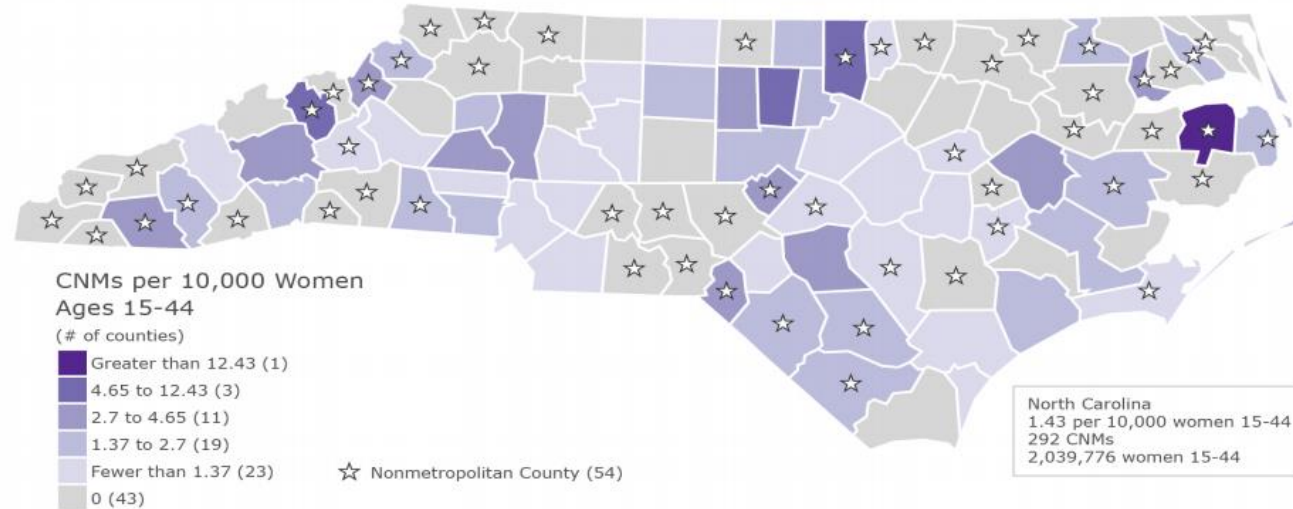 CNMs per 10,000 Women
Ages 15-44
(# of counties)
Greater than 12.43 (1)
4.65 to 12.43 (3)
2.7 to 4.65 (11)
1.37 to 2.7 (19)
Fewer than 1.37 (23)
0 (43)
Nonmetropolitan County (54)
North Carolina
1.43 per 10,000 women 15-44
292 CNMs
2,039,776 women 15-44